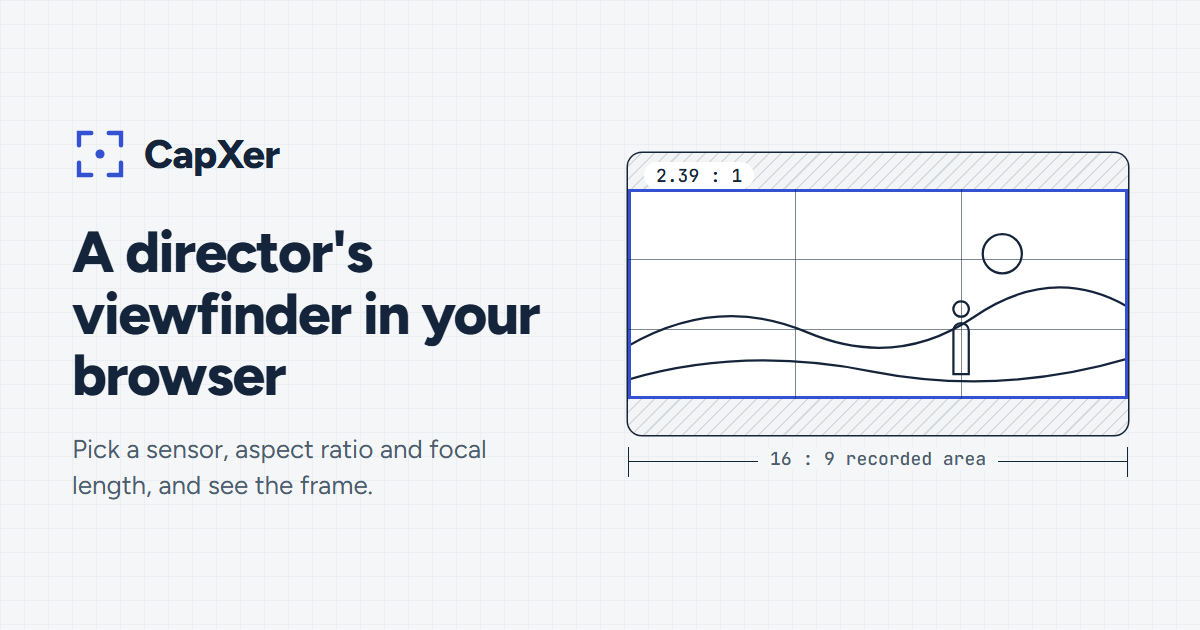 CapXer
A director's
viewfinder in your
browser
Pick a sensor, aspect ratio and focal
length, and see the frame.
2.39 : 1
16 : 9 recorded area